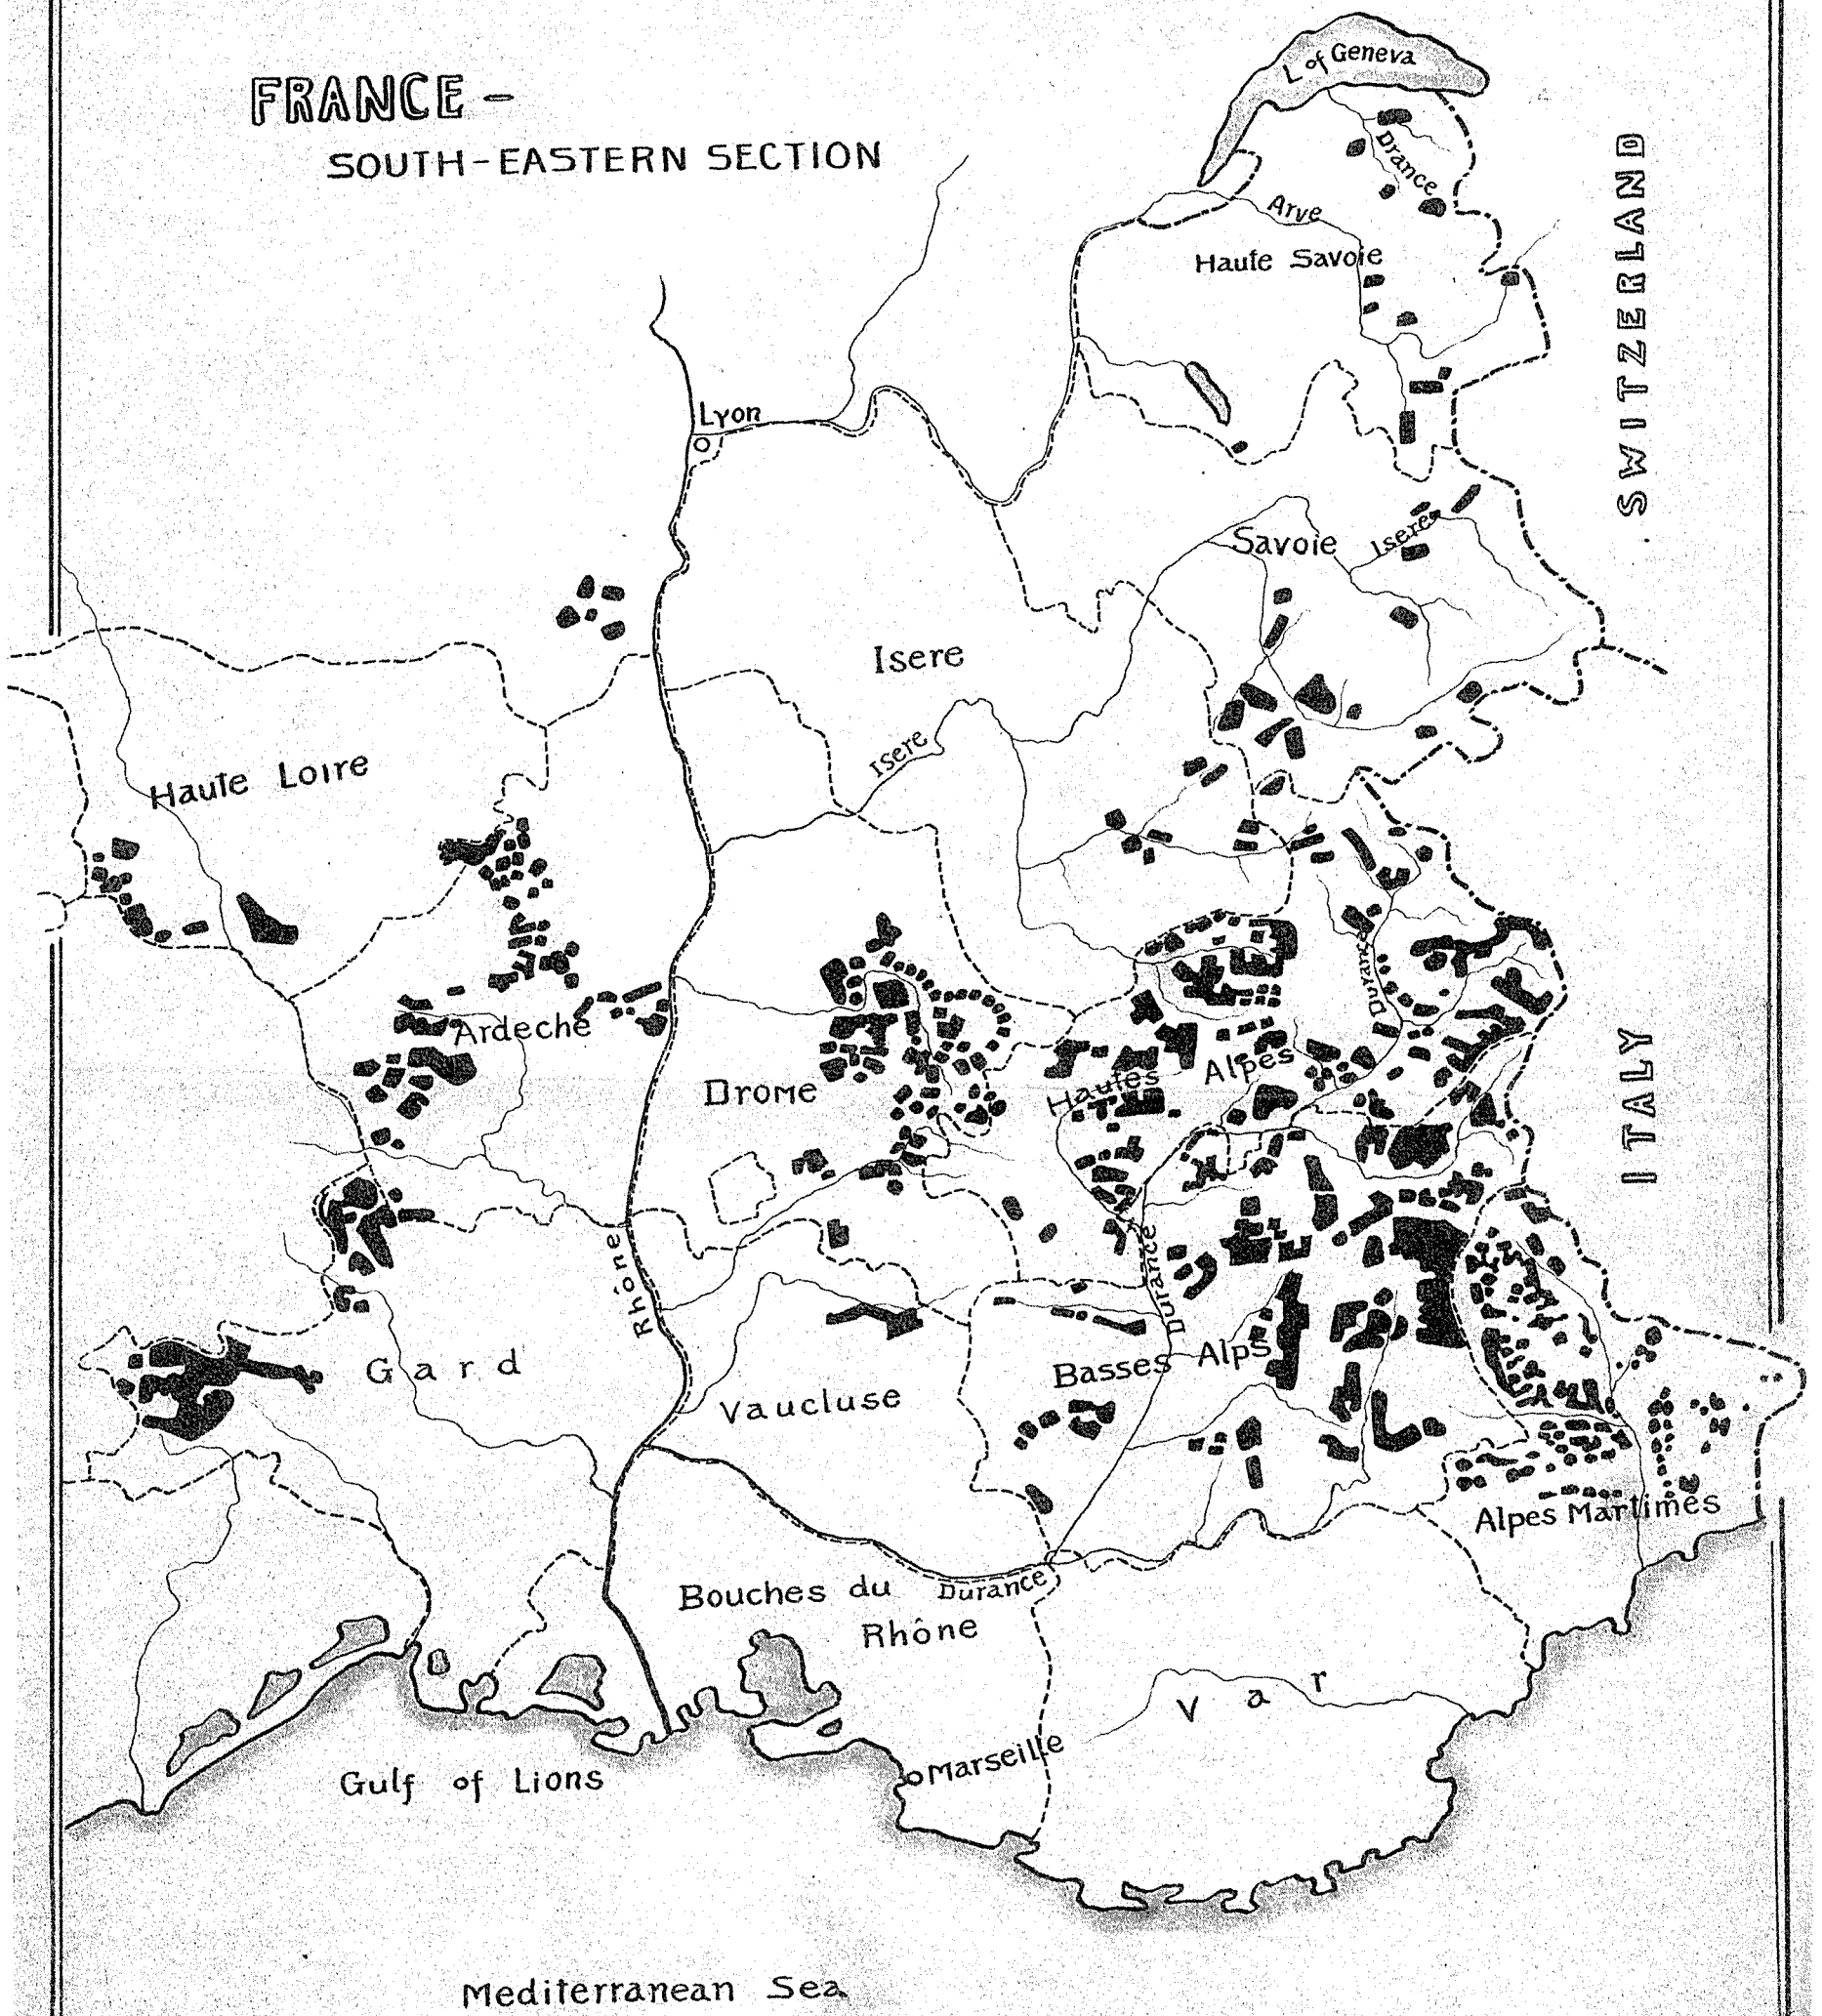 FRANCE -
SOUTH-EASTERN SECTION
L of Geneva
Drance
Arve
Haute Savoie
SWITZERLAND
Lyon
Savoie
Isere
Isere
Isere
Haute Loire
Durance
Ardeche
Drome
Hautes Alpes
ITALY
Rhône
Durance
Gard
Basses Alps
Vaucluse
Alpes Martimes
Bouches du
Rhône
Durance
Var
Marseille
Gulf of Lions
Mediterranean Sea